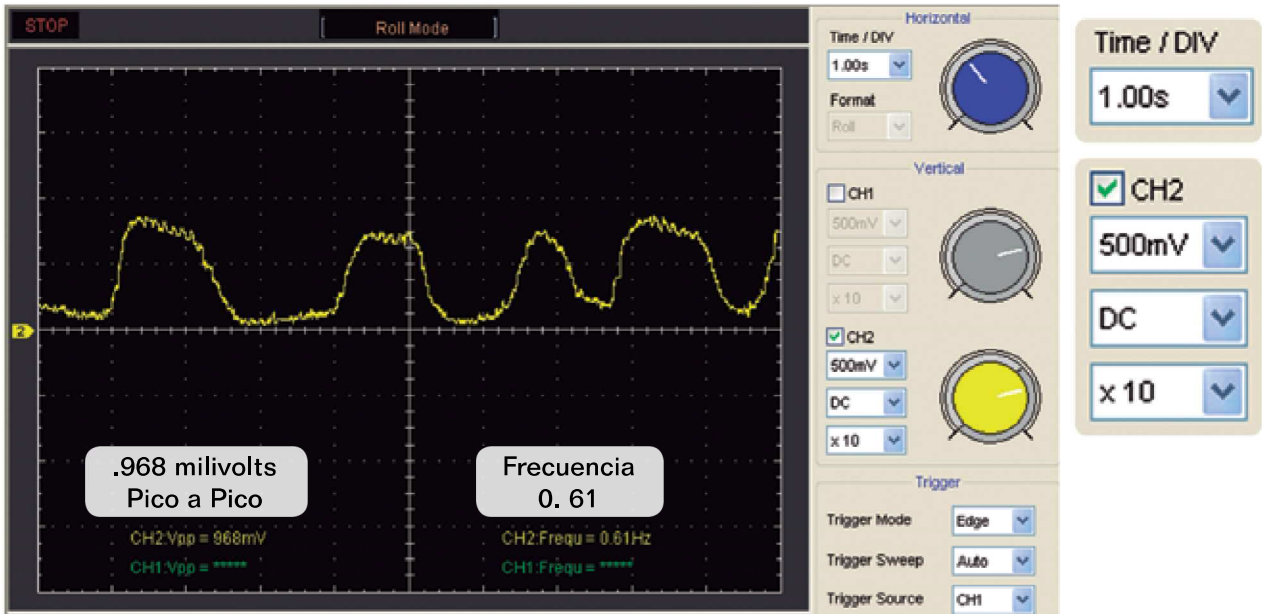 STOP
[ Roll Mode ]
2
.968 milivolts
Pico a Pico
Frecuencia
0. 61
CH2:Vpp = 968mV
CH2:Frequ = 0.61Hz
CH1:Vpp = *****
CH1:Frequ = *****
Horizontal
Time / DIV
1.00s
Format
Roll
Vertical
CH1
500mV
DC
x 10
CH2
500mV
DC
x 10
Trigger
Trigger Mode
Edge
Trigger Sweep
Auto
Trigger Source
CH1
Time / DIV
1.00s
CH2
500mV
DC
x 10